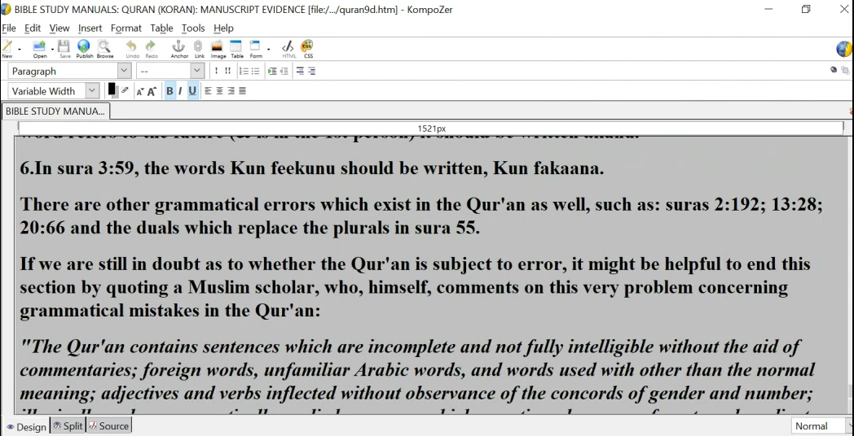 BIBLE STUDY MANUALS: QURAN (KORAN): MANUSCRIPT EVIDENCE [file:/.../quran9d.htm] - KompoZer
File Edit View Insert Format Table Tools Help
New Open Save Publish Browse Undo Redo Anchor Link Image Table Form HTML CSS
Paragraph --
Variable Width B I U
BIBLE STUDY MANUA...
1521px
6.In sura 3:59, the words Kun feekunu should be written, Kun fakaana.
There are other grammatical errors which exist in the Qur'an as well, such as: suras 2:192; 13:28;
20:66 and the duals which replace the plurals in sura 55.
If we are still in doubt as to whether the Qur'an is subject to error, it might be helpful to end this
section by quoting a Muslim scholar, who, himself, comments on this very problem concerning
grammatical mistakes in the Qur'an:
"The Qur'an contains sentences which are incomplete and not fully intelligible without the aid of
commentaries; foreign words, unfamiliar Arabic words, and words used with other than the normal
meaning; adjectives and verbs inflected without observance of the concords of gender and number;
Design Split Source Normal